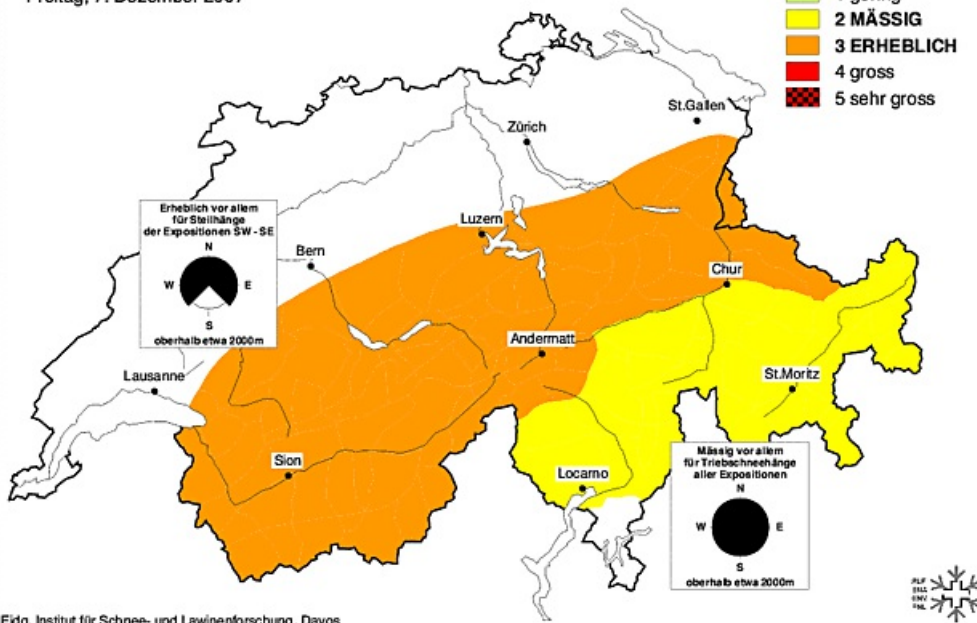 2 MÄSSIG
3 ERHEBLICH
4 gross
5 sehr gross
St.Gallen
Zürich
Erheblich vor allem
für Steilhänge
der Expositionen SW - SE
N
W E
S
oberhalb etwa 2000m
Luzern
Bern
Chur
Andermatt
Lausanne
St.Moritz
Sion
Locarno
Mässig vor allem
für Triebschneehänge
aller Expositionen
N
W E
S
oberhalb etwa 2000m
SLF
Eidg. Institut für Schnee- und Lawinenforschung, Davos